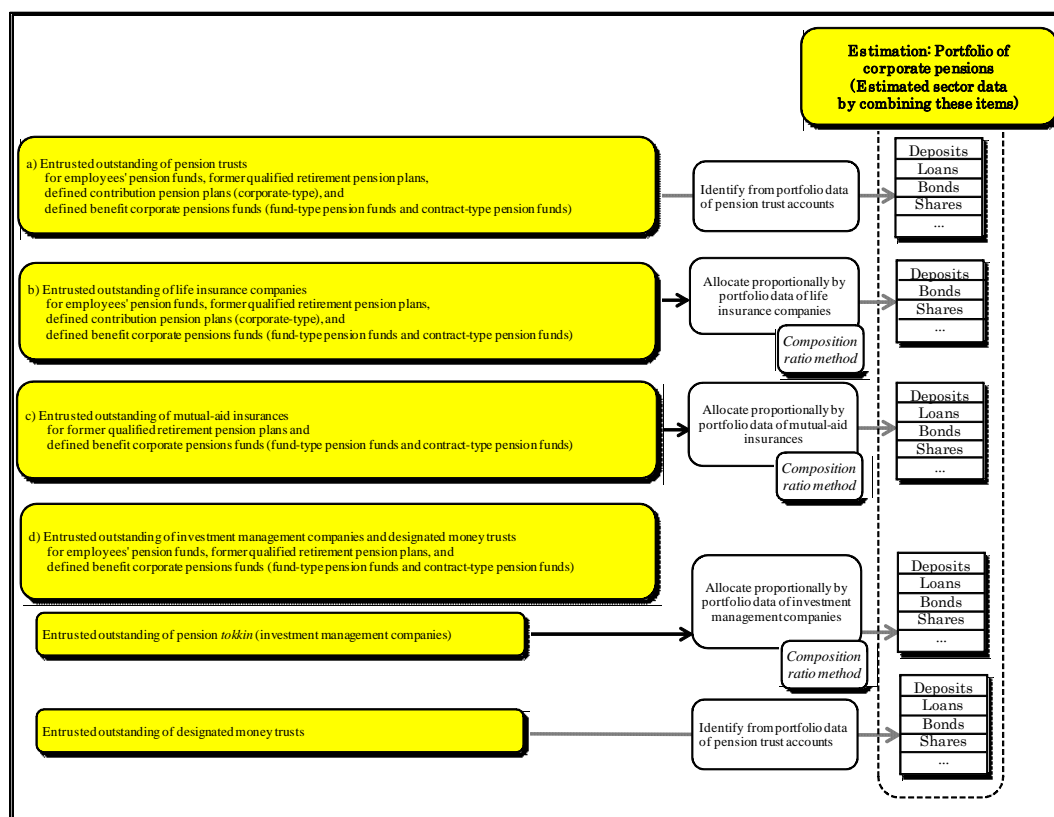 Estimation: Portfolio of
corporate pensions
(Estimated sector data
by combining these items)
a) Entrusted outstanding of pension trusts
for employees' pension funds, former qualified retirement pension plans,
defined contribution pension plans (corporate-type), and
defined benefit corporate pensions funds (fund-type pension funds and contract-type pension funds)
Identify from portfolio data
of pension trust accounts
Deposits
Loans
Bonds
Shares
...
b) Entrusted outstanding of life insurance companies
for employees' pension funds, former qualified retirement pension plans,
defined contribution pension plans (corporate-type), and
defined benefit corporate pensions funds (fund-type pension funds and contract-type pension funds)
Allocate proportionally by
portfolio data of life
insurance companies
Composition
ratio method
Deposits
Bonds
Shares
...
c) Entrusted outstanding of mutual-aid insurances
for former qualified retirement pension plans and
defined benefit corporate pensions funds (fund-type pension funds and contract-type pension funds)
Allocate proportionally by
portfolio data of mutual-aid
insurances
Composition
ratio method
Deposits
Loans
Bonds
Shares
...
d) Entrusted outstanding of investment management companies and designated money trusts
for employees' pension funds, former qualified retirement pension plans, and
defined benefit corporate pensions funds (fund-type pension funds and contract-type pension funds)
Entrusted outstanding of pension tokkin (investment management companies)
Allocate proportionally by
portfolio data of investment
management companies
Composition
ratio method
Deposits
Loans
Bonds
Shares
...
Entrusted outstanding of designated money trusts
Identify from portfolio data
of pension trust accounts
Deposits
Loans
Bonds
Shares
...